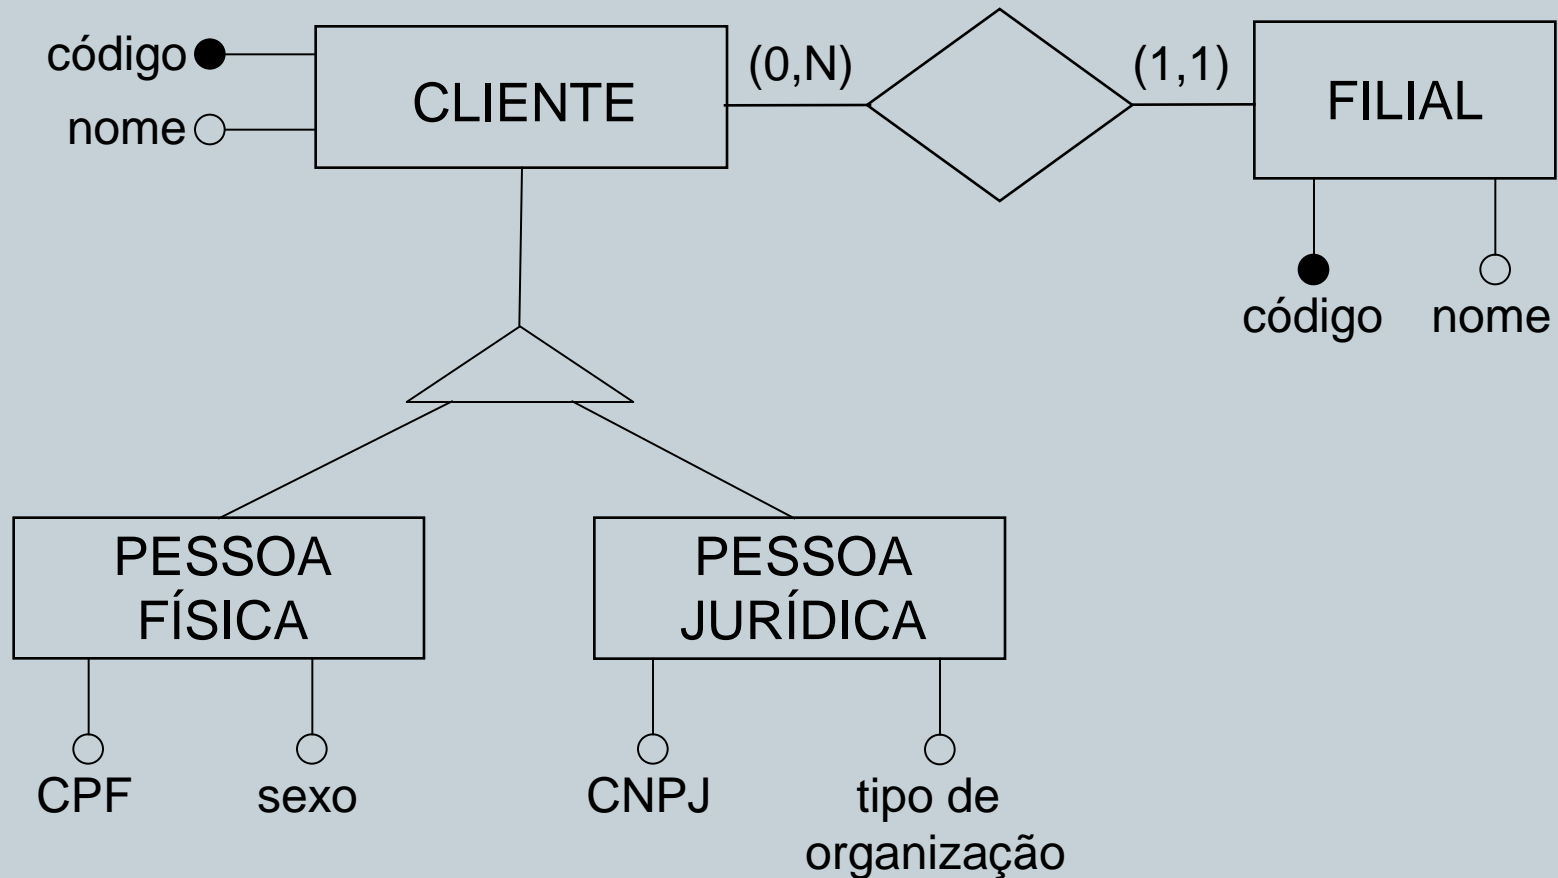 código
nome
CLIENTE
(0,N)
(1,1)
FILIAL
código
nome
PESSOA
FÍSICA
PESSOA
JURÍDICA
CPF
sexo
CNPJ
tipo de
organização